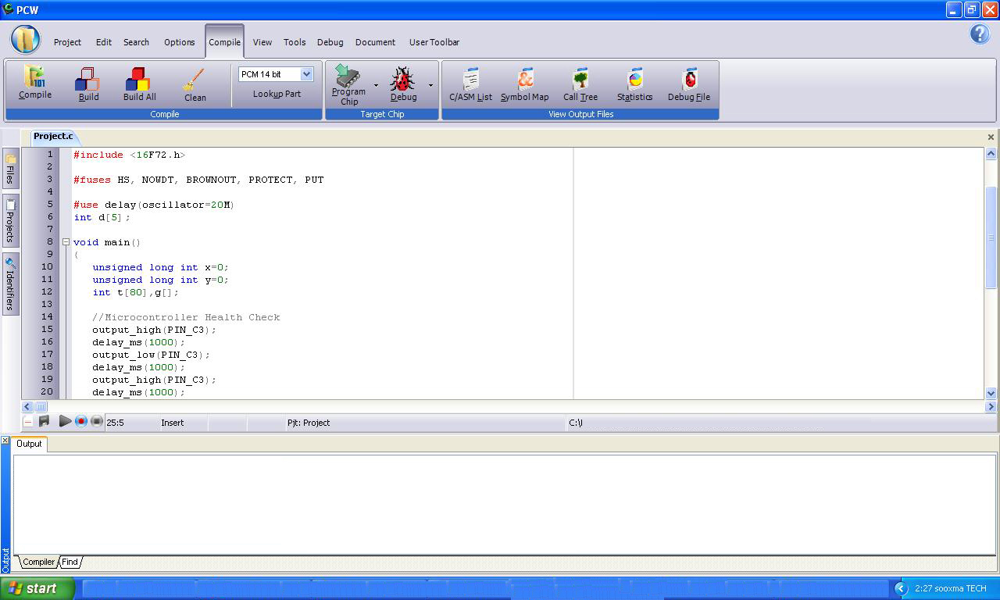 PCW
Project Edit Search Options Compile View Tools Debug Document User Toolbar
101
Compile Build Build All Clean
PCM 14 bit
Lookup Part
Compile
Program Chip Debug
Target Chip
C/ASM List Symbol Map Call Tree Statistics Debug File
View Output Files
Project.c
Files
Projects
Identifiers
1 #include <16F72.h>
2
3 #fuses HS, NOWDT, BROWNOUT, PROTECT, PUT
4
5 #use delay(oscillator=20M)
6 int d[5];
7
8 void main()
9 {
10 unsigned long int x=0;
11 unsigned long int y=0;
12 int t[80],g[];
13
14 //Microcontroller Health Check
15 output_high(PIN_C3);
16 delay_ms(1000);
17 output_low(PIN_C3);
18 delay_ms(1000);
19 output_high(PIN_C3);
20 delay_ms(1000);
25:5 Insert Pjt: Project C:\I
Output
Output
Compiler Find
start
2:27 sooxma TECH